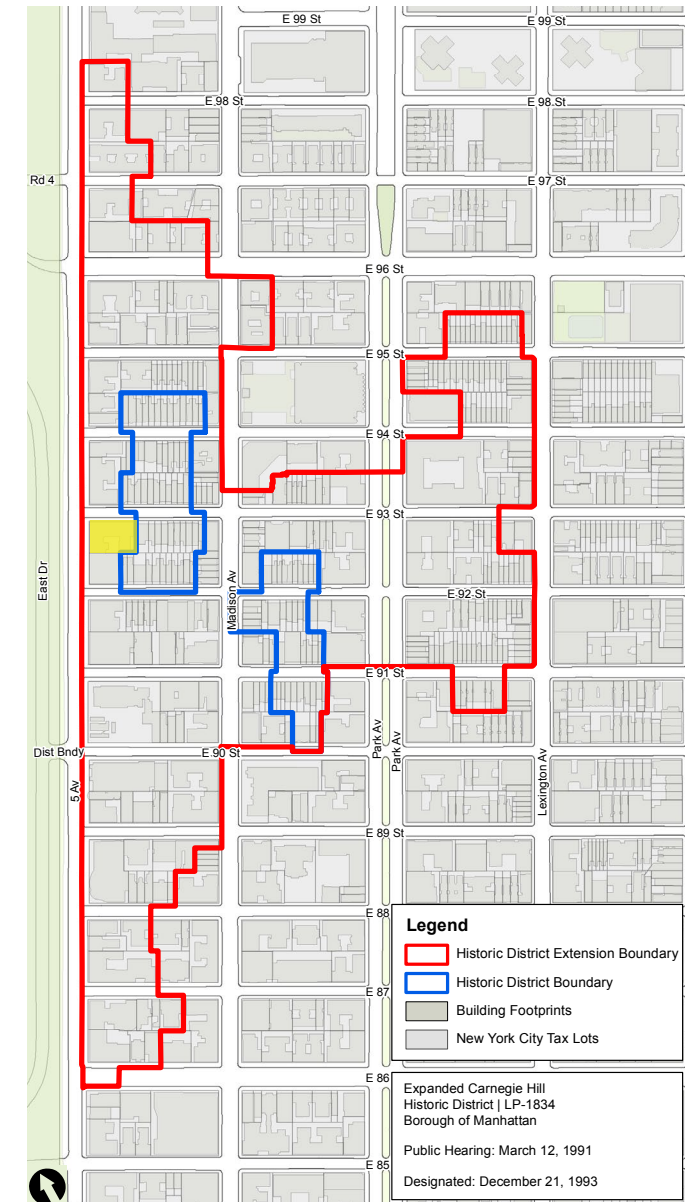 E 99 St
E 99 St
E 98 St
E 98 St
Rd 4
E 97 St
E 96 St
E 95 St
E 94 St
E 93 St
East Dr
Madison Av
E 92 St
E 91 St
Dist Bndy
E 90 St
Park Av
Park Av
5 Av
Lexington Av
E 89 St
E 88
E 87
E 86
E 85
Legend
Historic District Extension Boundary
Historic District Boundary
Building Footprints
New York City Tax Lots
Expanded Carnegie Hill
Historic District | LP-1834
Borough of Manhattan
Public Hearing: March 12, 1991
Designated: December 21, 1993